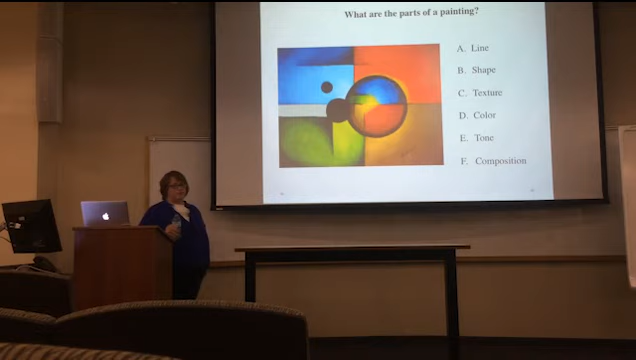 What are the parts of a painting?
A. Line
B. Shape
C. Texture
D. Color
E. Tone
F. Composition